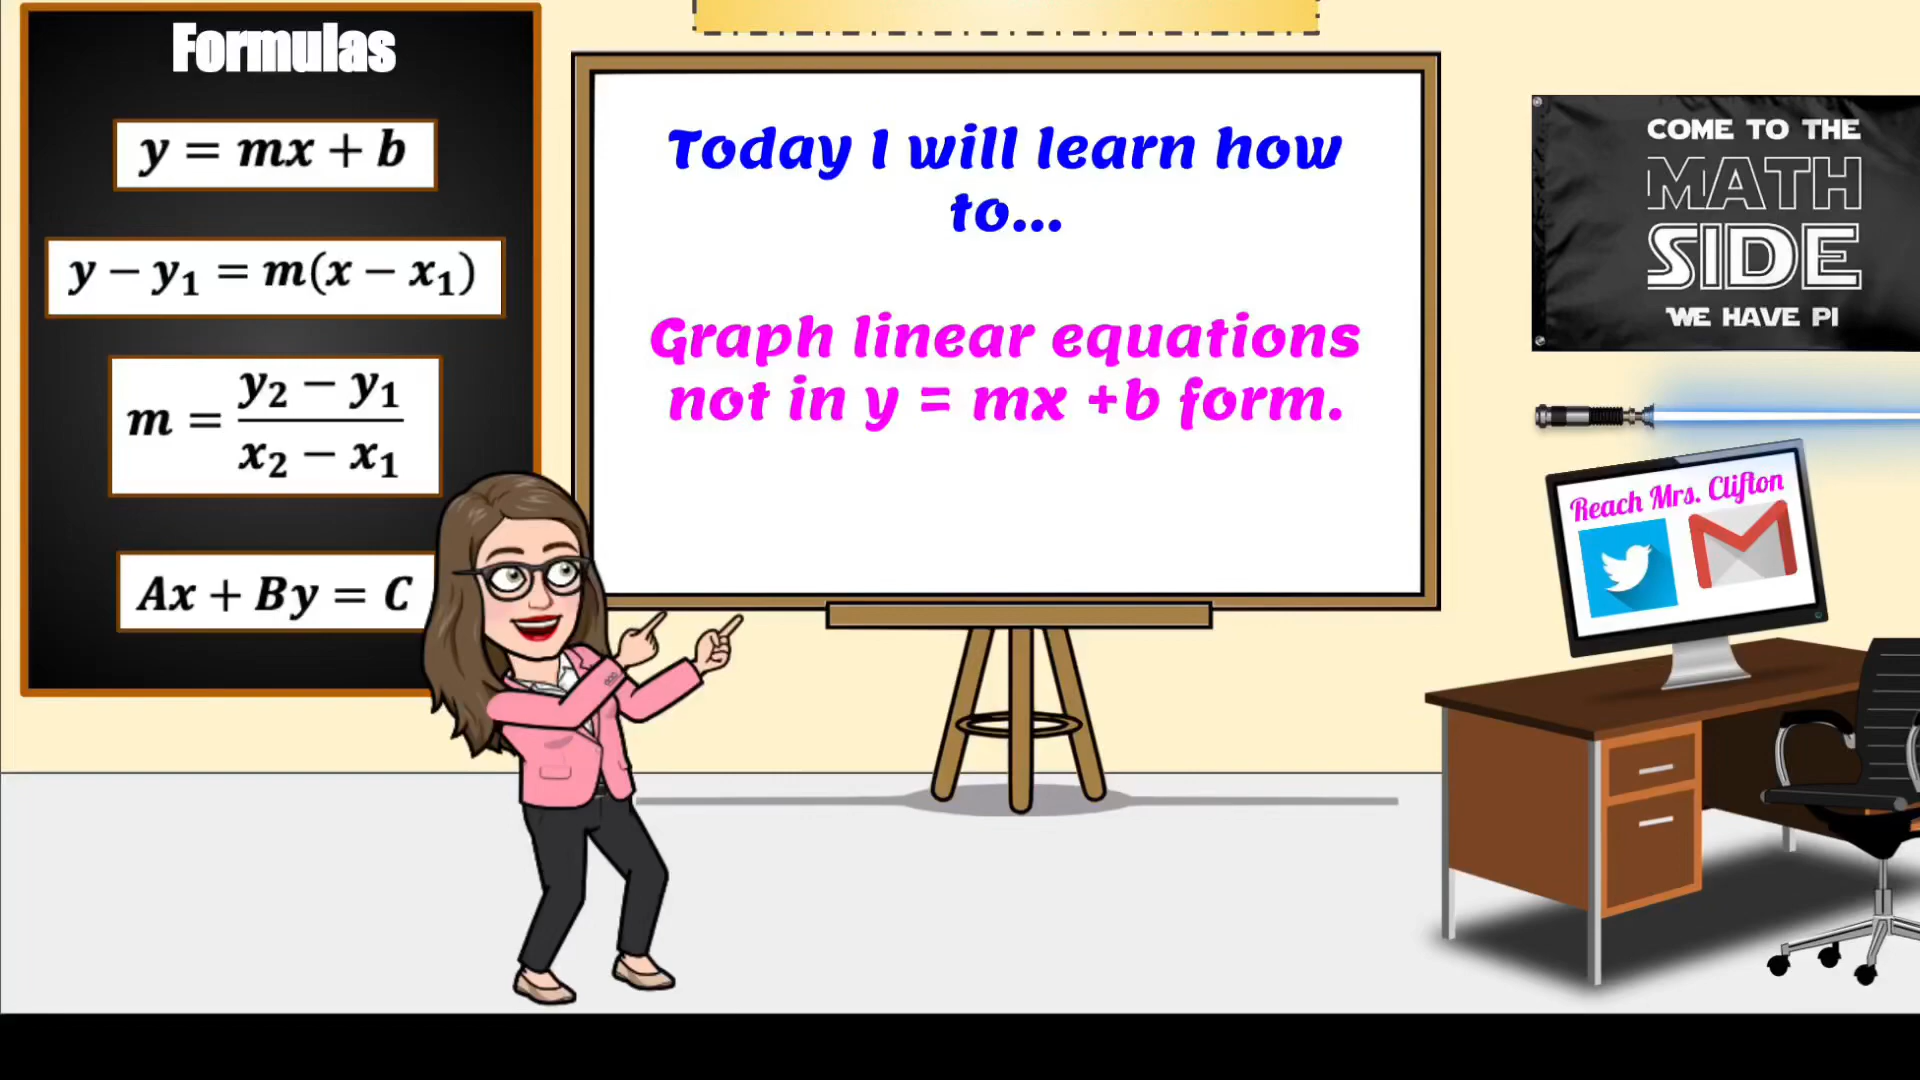 Formulas
y = mx + b
y − y₁ = m(x − x₁)
m = \frac{y₂ − y₁}{x₂ − x₁}
Ax + By = C
Today I will learn how
to...
Graph linear equations
not in y = mx +b form.
COME TO THE
MATH
SIDE
WE HAVE PI
Reach Mrs. Clifton